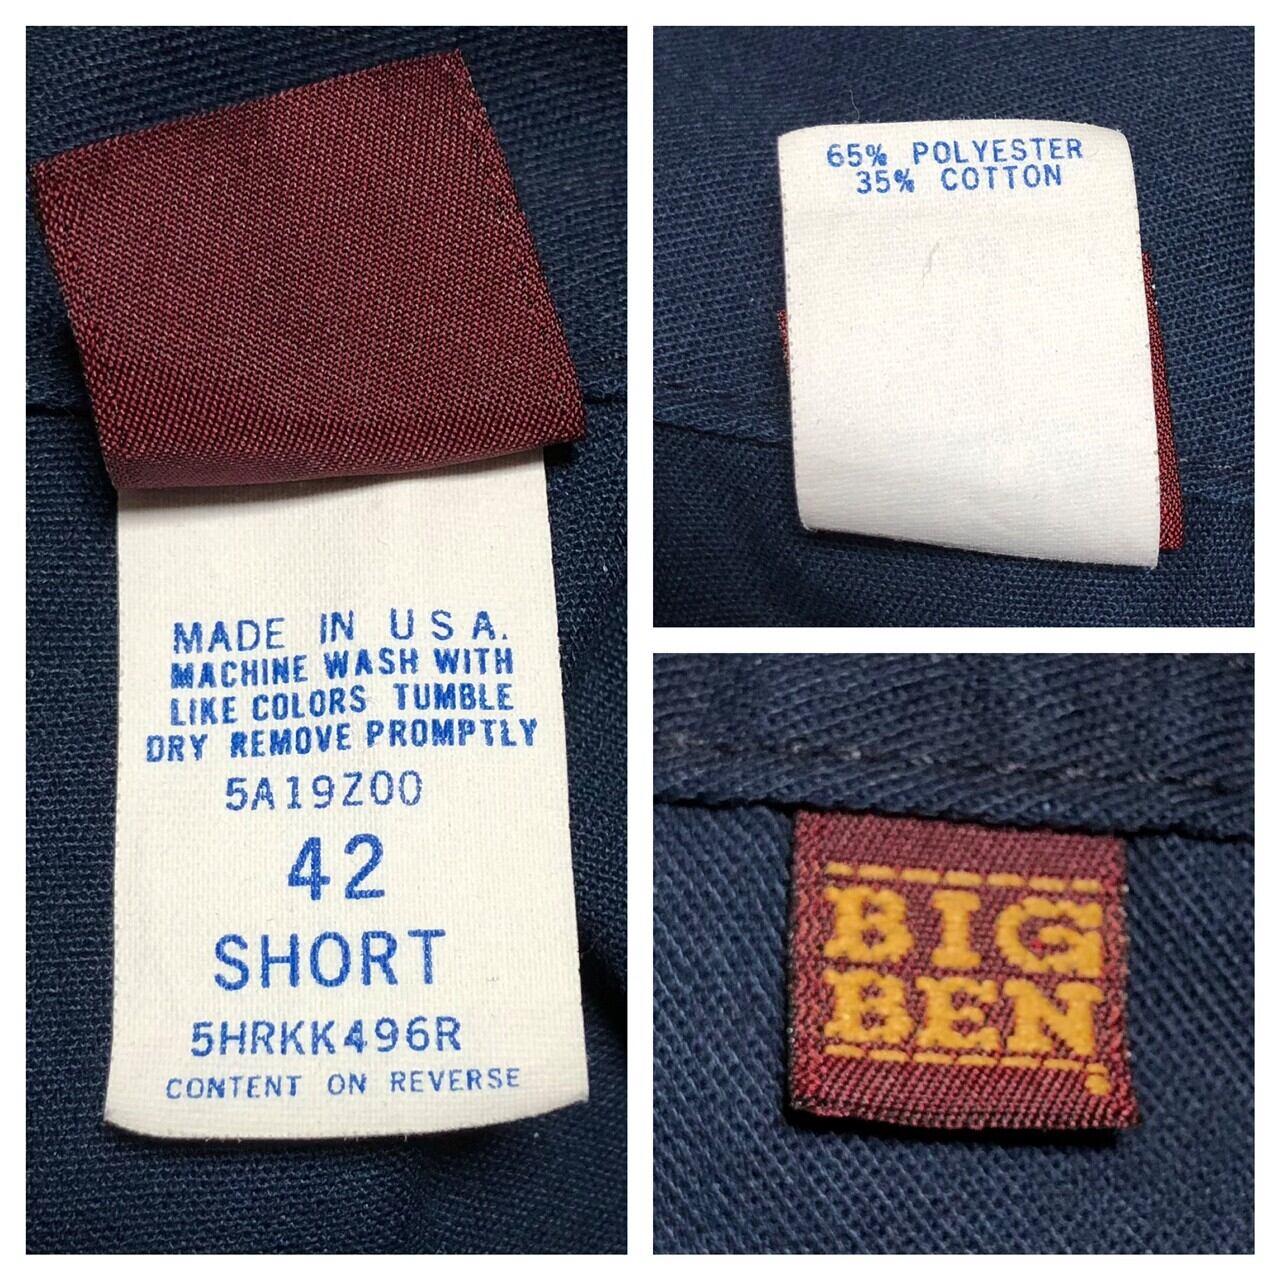 MADE IN U S A.
MACHINE WASH WITH
LIKE COLORS TUMBLE
DRY REMOVE PROMPTLY
5A19Z00
42
SHORT
5HRKK496R
CONTENT ON REVERSE
65% POLYESTER
35% COTTON
BIG
BEN.